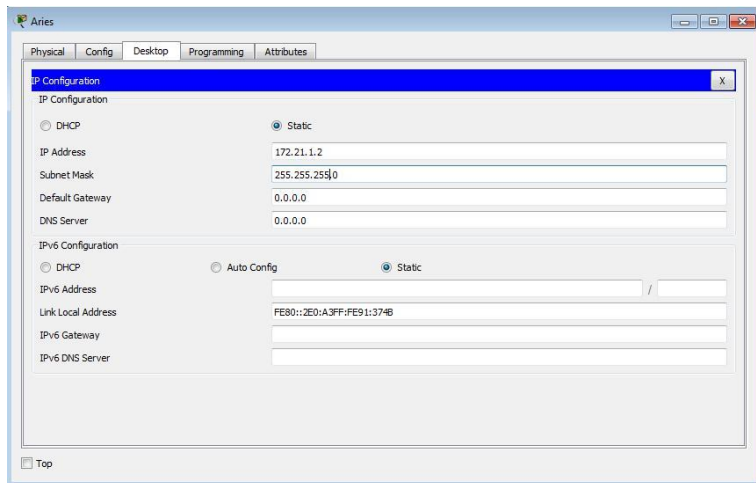 Aries
Physical Config Desktop Programming Attributes
IP Configuration X
IP Configuration
DHCP Static
IP Address 172.21.1.2
Subnet Mask 255.255.255.0
Default Gateway 0.0.0.0
DNS Server 0.0.0.0
IPv6 Configuration
DHCP Auto Config Static
IPv6 Address /
Link Local Address FE80::2E0:A3FF:FE91:374B
IPv6 Gateway
IPv6 DNS Server
Top